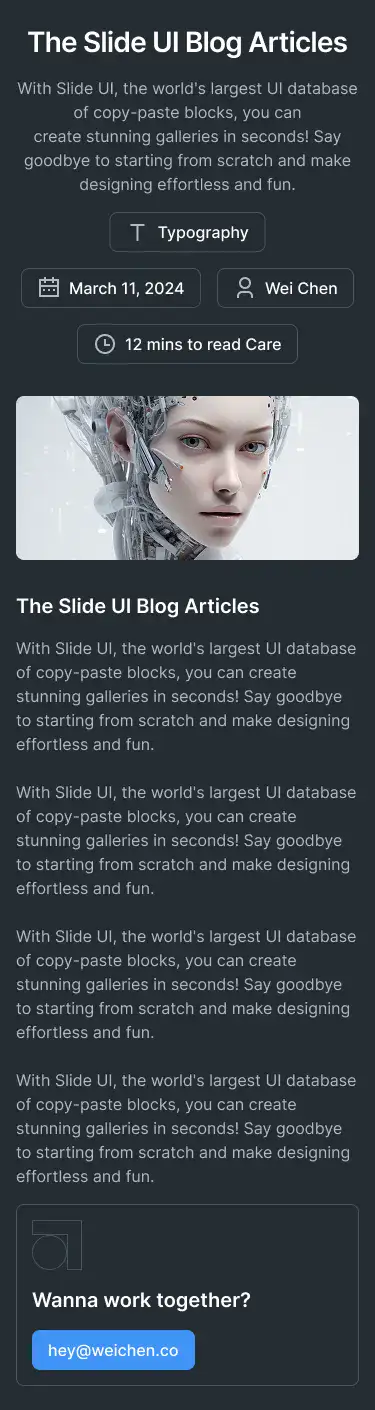 The Slide UI Blog Articles
With Slide UI, the world's largest UI database
of copy-paste blocks, you can
create stunning galleries in seconds! Say
goodbye to starting from scratch and make
designing effortless and fun.
Typography
March 11, 2024
Wei Chen
12 mins to read Care
The Slide UI Blog Articles
With Slide UI, the world's largest UI database
of copy-paste blocks, you can create
stunning galleries in seconds! Say goodbye
to starting from scratch and make designing
effortless and fun.
With Slide UI, the world's largest UI database
of copy-paste blocks, you can create
stunning galleries in seconds! Say goodbye
to starting from scratch and make designing
effortless and fun.
With Slide UI, the world's largest UI database
of copy-paste blocks, you can create
stunning galleries in seconds! Say goodbye
to starting from scratch and make designing
effortless and fun.
With Slide UI, the world's largest UI database
of copy-paste blocks, you can create
stunning galleries in seconds! Say goodbye
to starting from scratch and make designing
effortless and fun.
Wanna work together?
hey@weichen.co